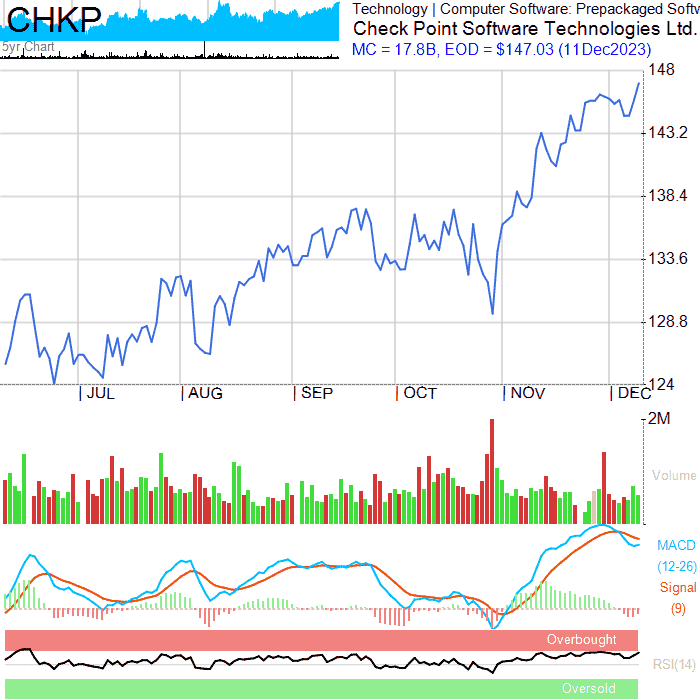 CHKP
5yr Chart
Technology | Computer Software: Prepackaged Softw
Check Point Software Technologies Ltd.
MC = 17.8B, EOD = $147.03 (11Dec2023)
148
143.2
138.4
133.6
128.8
124
JUL
AUG
SEP
OCT
NOV
DEC
2M
Volume
MACD
(12-26)
Signal
(9)
Overbought
RSI(14)
Oversold